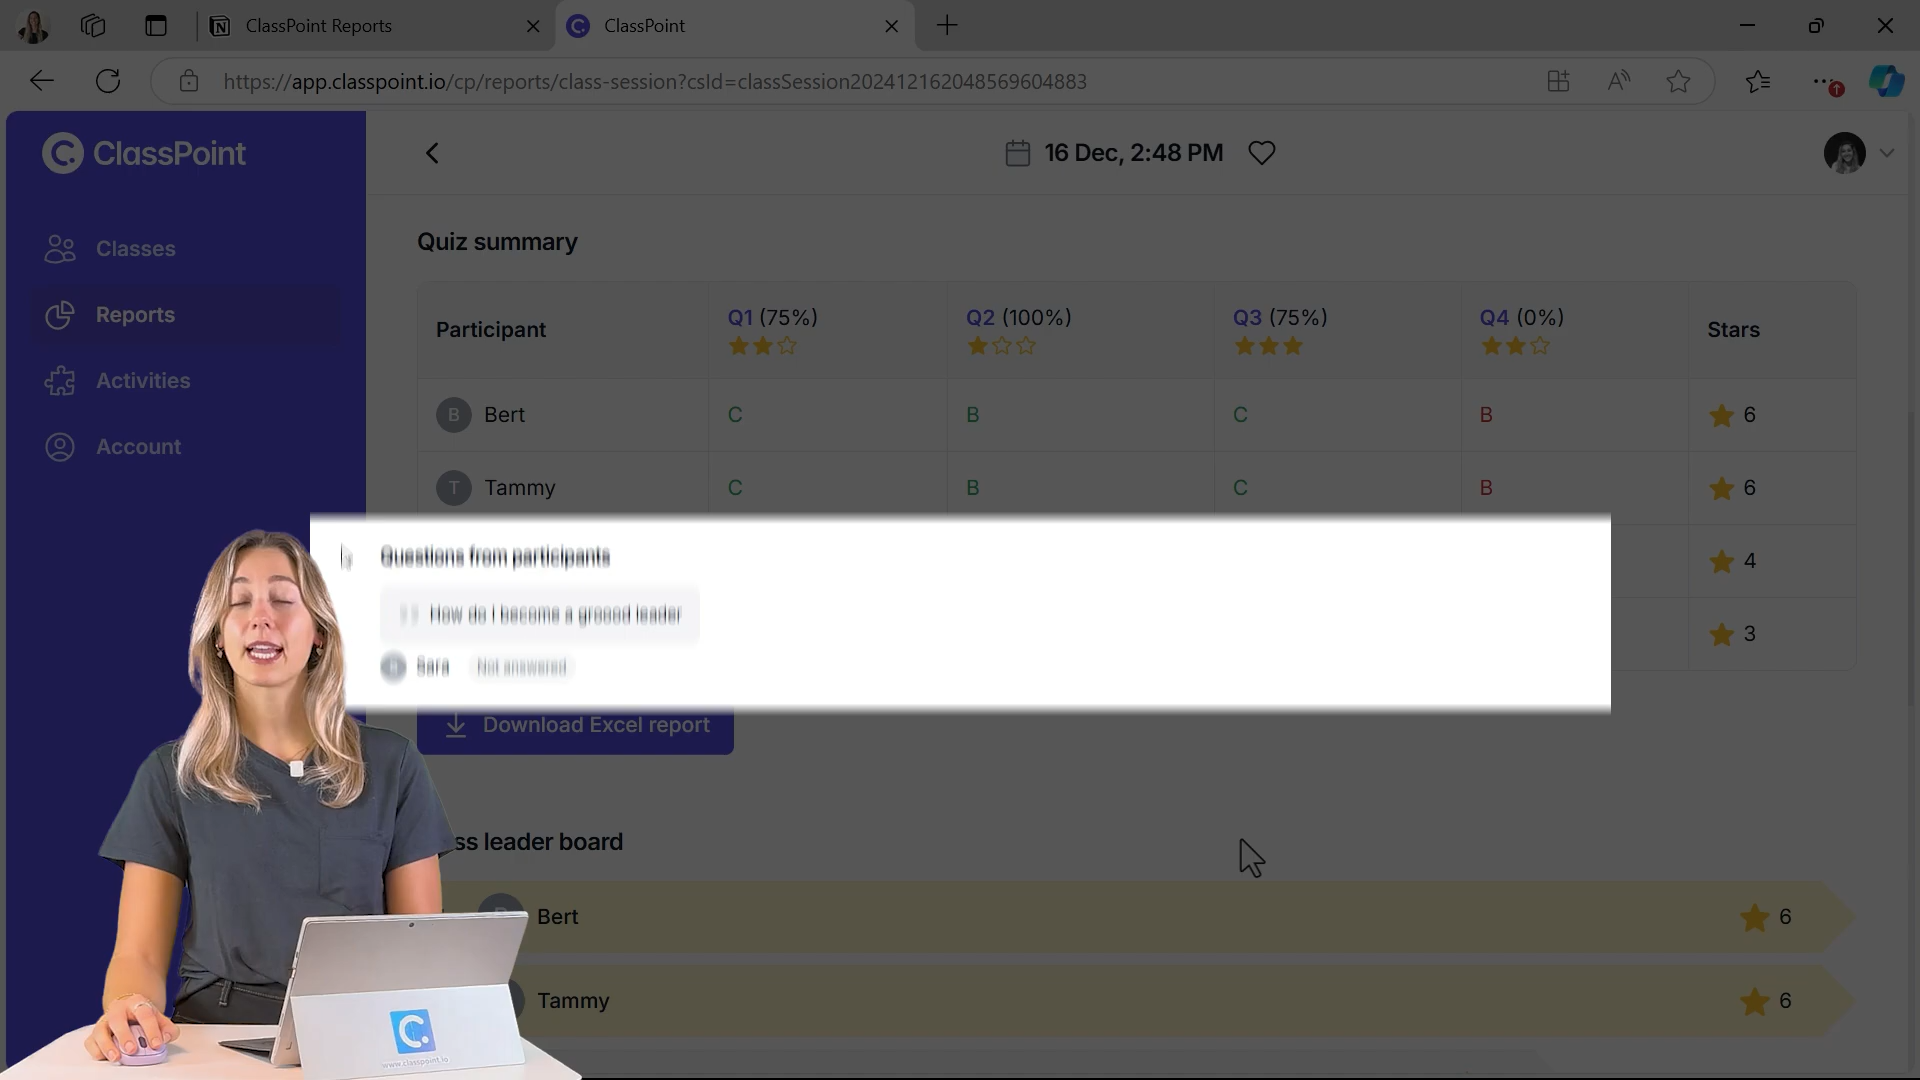 ClassPoint Reports
ClassPoint
https://app.classpoint.io/cp/reports/class-session?csId=classSession202412162048569604883
ClassPoint
16 Dec, 2:48 PM
Classes
Reports
Activities
Account
Quiz summary
Participant
Q1 (75%)
Q2 (100%)
Q3 (75%)
Q4 (0%)
Stars
B Bert C B C B 6
T Tammy C B C B 6
4
3
Questions from participants
How do I become a groeed leader
Sara Not answered
Download Excel report
ss leader board
Bert 6
Tammy 6
www.classpoint.io